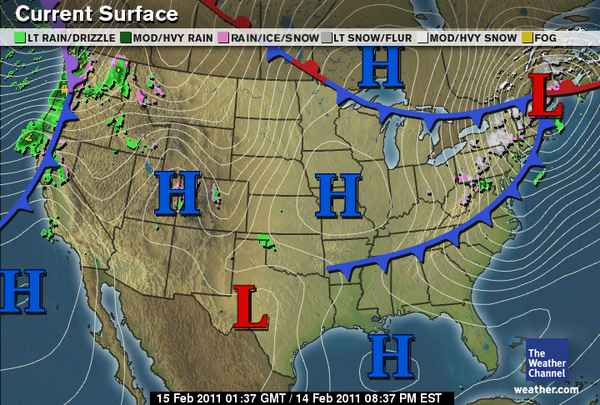 Current Surface
LT RAIN/DRIZZLE MOD/HVY RAIN RAIN/ICE/SNOW LT SNOW/FLUR MOD/HVY SNOW FOG
H
L
H
H
H
L
H
The
Weather
Channel
weather.com
15 Feb 2011 01:37 GMT / 14 Feb 2011 08:37 PM EST